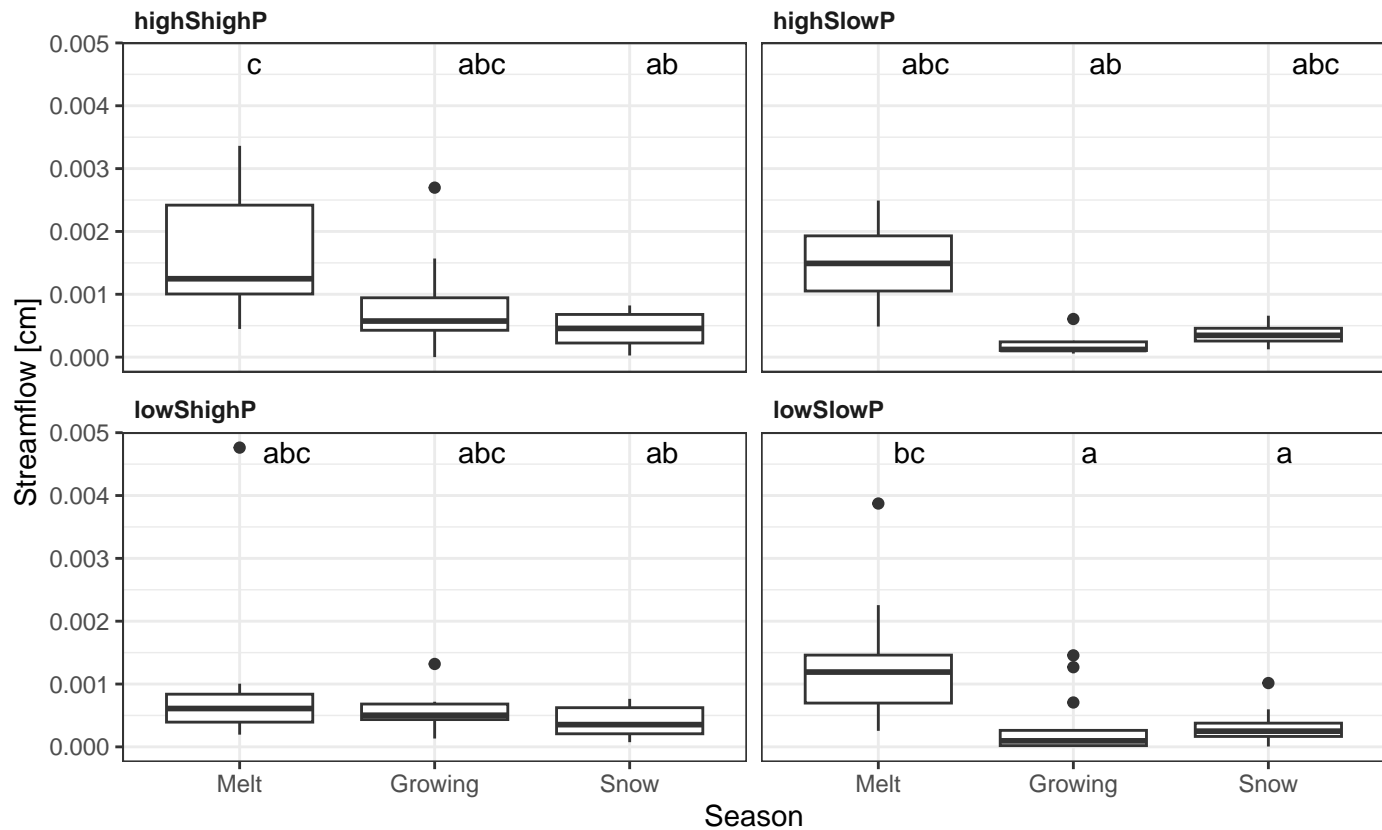 highShighP
highSlowP
0.005
0.004
0.003
0.002
0.001
0.000
c abc ab
abc ab abc
lowShighP
lowSlowP
0.005
0.004
0.003
0.002
0.001
0.000
abc abc ab
bc a a
Streamflow [cm]
Melt Growing Snow
Melt Growing Snow
Season